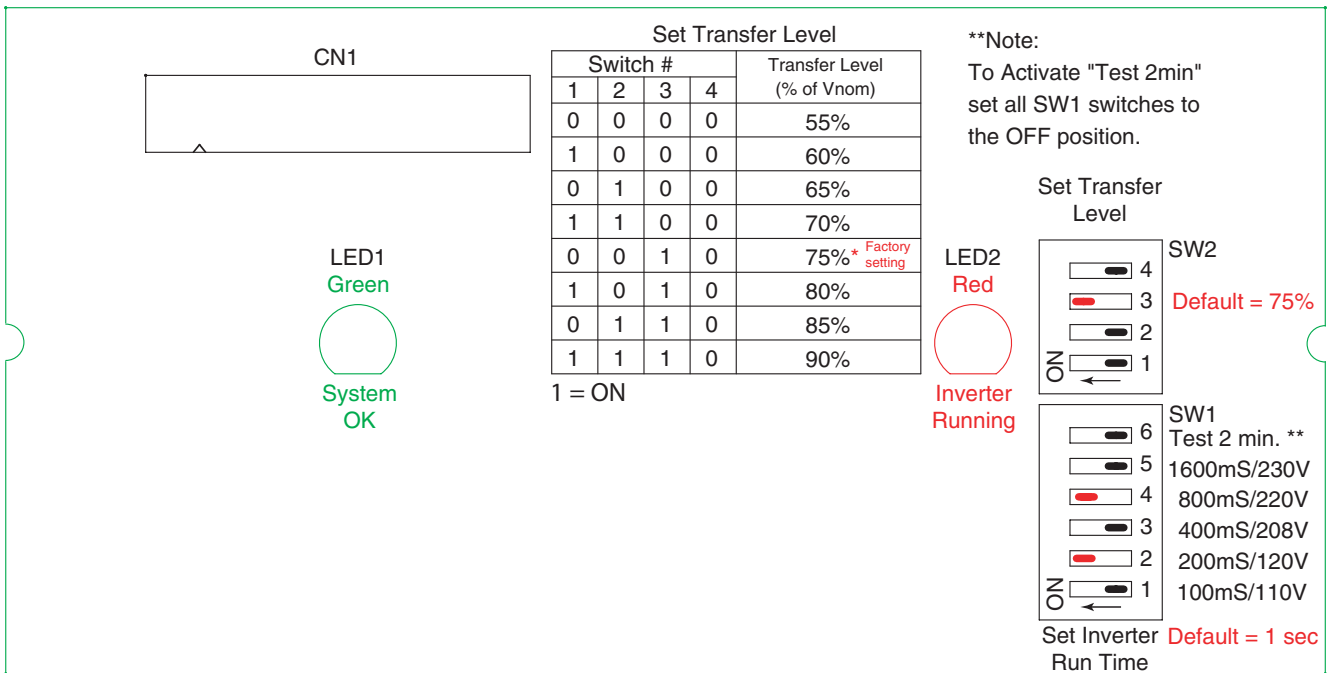 CN1
Set Transfer Level
Switch # Transfer Level
1 2 3 4 (% of Vnom)
0 0 0 0 55%
1 0 0 0 60%
0 1 0 0 65%
1 1 0 0 70%
0 0 1 0 75%* Factory setting
1 0 1 0 80%
0 1 1 0 85%
1 1 1 0 90%
1 = ON
**Note:
To Activate "Test 2min"
set all SW1 switches to
the OFF position.
LED1
Green
System
OK
LED2
Red
Inverter
Running
Set Transfer
Level
SW2
4
3 Default = 75%
2
1
ON
SW1
6 Test 2 min. **
5 1600mS/230V
4 800mS/220V
3 400mS/208V
2 200mS/120V
1 100mS/110V
ON
Set Inverter
Run Time
Default = 1 sec